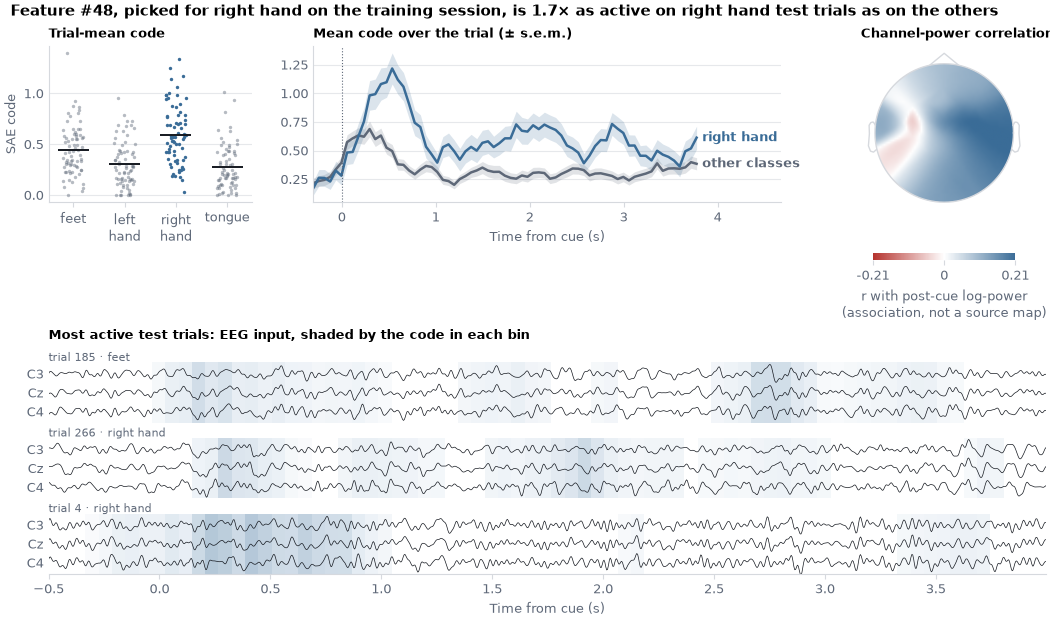 Feature #48, picked for right hand on the training session, is 1.7× as active on right hand test trials as on the others
Trial-mean code
SAE code
1.0
0.5
0.0
feet
left
hand
right
hand
tongue
Mean code over the trial (± s.e.m.)
1.25
1.00
0.75
0.50
0.25
right hand
other classes
0
1
2
3
4
Time from cue (s)
Channel-power correlation
-0.21
0
0.21
r with post-cue log-power
(association, not a source map)
Most active test trials: EEG input, shaded by the code in each bin
trial 185 · feet
C3
Cz
C4
trial 266 · right hand
C3
Cz
C4
trial 4 · right hand
C3
Cz
C4
−0.5
0.0
0.5
1.0
1.5
2.0
2.5
3.0
3.5
Time from cue (s)